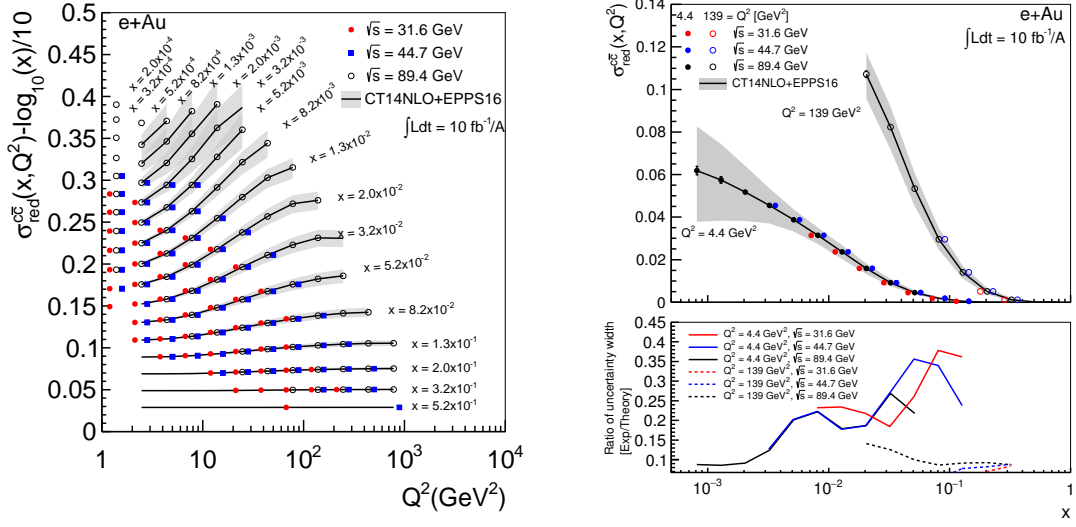 σ_red^cc̄(x,Q²)-log₁₀(x)/10
0.5
0.45
0.4
0.35
0.3
0.25
0.2
0.15
0.1
0.05
0
e+Au
√s = 31.6 GeV
√s = 44.7 GeV
√s = 89.4 GeV
CT14NLO+EPPS16
∫Ldt = 10 fb⁻¹/A
x = 2.0x10⁻⁴
x = 3.2x10⁻⁴
x = 5.2x10⁻⁴
x = 8.2x10⁻⁴
x = 1.3x10⁻³
x = 2.0x10⁻³
x = 3.2x10⁻³
x = 5.2x10⁻³
x = 8.2x10⁻³
x = 1.3x10⁻²
x = 2.0x10⁻²
x = 3.2x10⁻²
x = 5.2x10⁻²
x = 8.2x10⁻²
x = 1.3x10⁻¹
x = 2.0x10⁻¹
x = 3.2x10⁻¹
x = 5.2x10⁻¹
1 10 10² 10³ 10⁴
Q²(GeV²)
σ_red^cc̄(x,Q²)
0.14
0.12
0.1
0.08
0.06
0.04
0.02
0
4.4 139 = Q² [GeV²]
√s = 31.6 GeV
√s = 44.7 GeV
√s = 89.4 GeV
CT14NLO+EPPS16
e+Au
∫Ldt = 10 fb⁻¹/A
Q² = 139 GeV²
Q² = 4.4 GeV²
Ratio of uncertainty width
[Exp/Theory]
0.45
0.4
0.35
0.3
0.25
0.2
0.15
0.1
Q² = 4.4 GeV², √s = 31.6 GeV
Q² = 4.4 GeV², √s = 44.7 GeV
Q² = 4.4 GeV², √s = 89.4 GeV
Q² = 139 GeV², √s = 31.6 GeV
Q² = 139 GeV², √s = 44.7 GeV
Q² = 139 GeV², √s = 89.4 GeV
10⁻³ 10⁻² 10⁻¹ 1
x